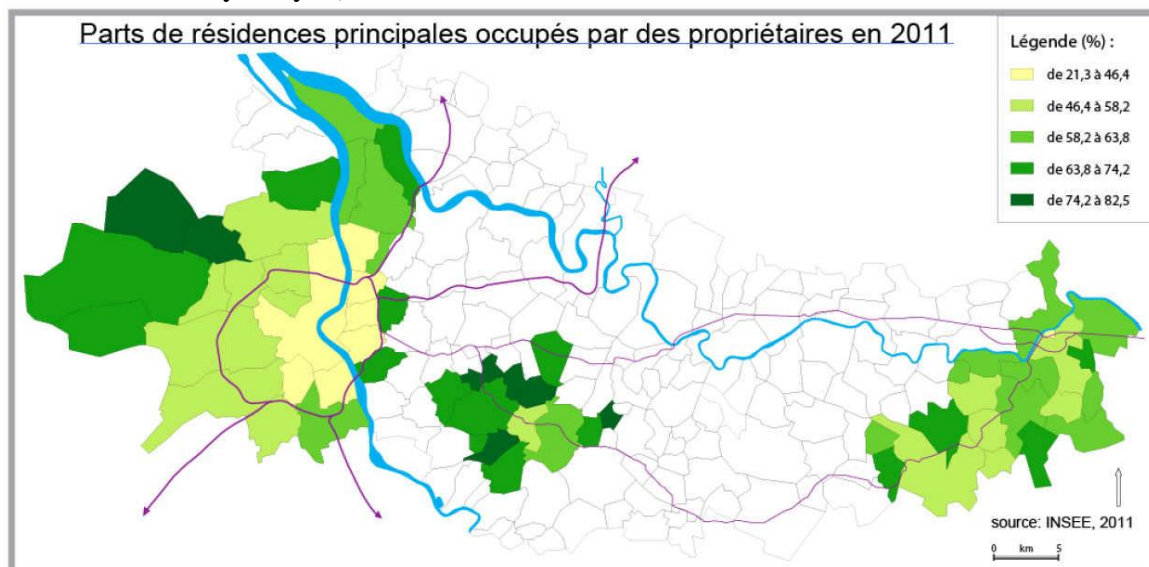 Parts de résidences principales occupés par des propriétaires en 2011
Légende (%) :
de 21,3 à 46,4
de 46,4 à 58,2
de 58,2 à 63,8
de 63,8 à 74,2
de 74,2 à 82,5
source: INSEE, 2011
0 km 5